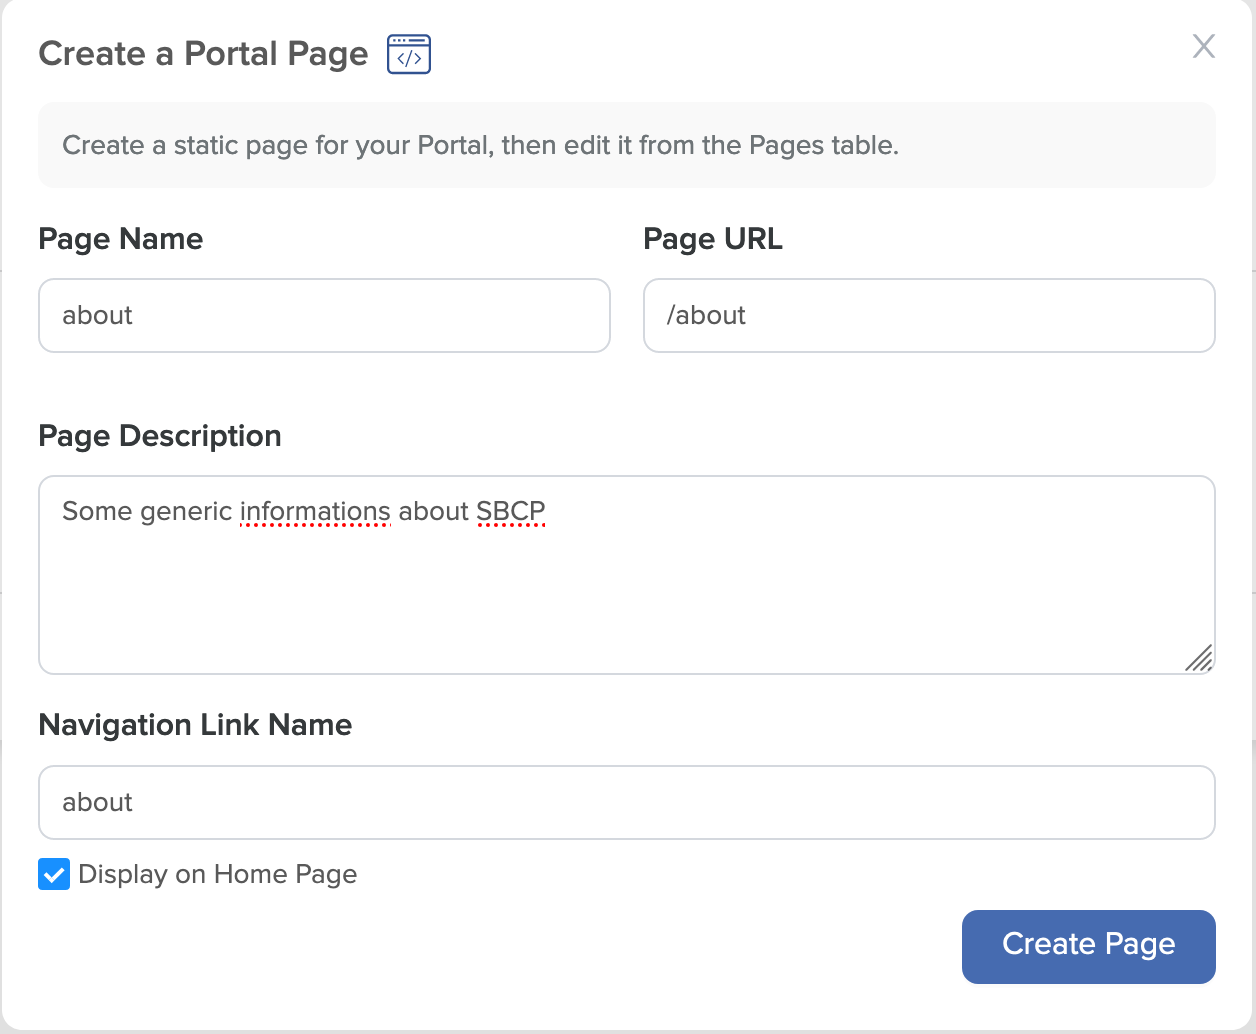 Create a Portal Page </>
X
Create a static page for your Portal, then edit it from the Pages table.
Page Name
Page URL
about
/about
Page Description
Some generic informations about SBCP
Navigation Link Name
about
Display on Home Page
Create Page